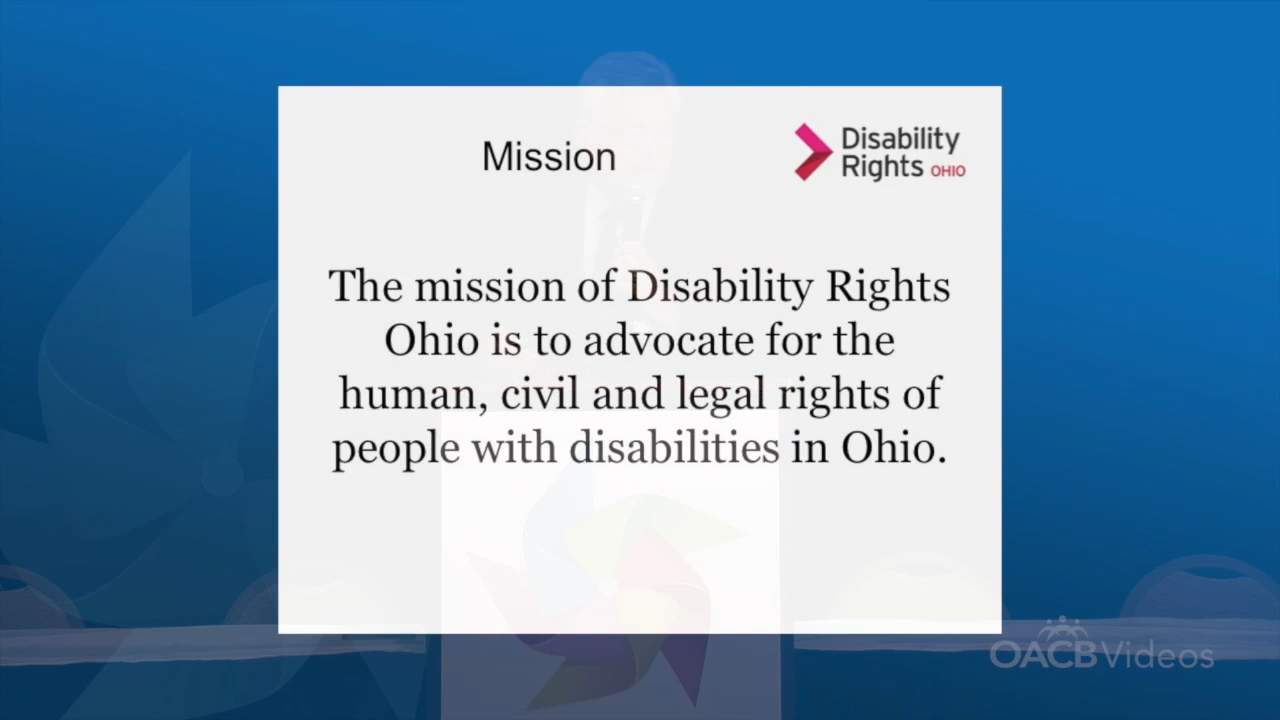 Mission
Disability
Rights OHIO
The mission of Disability Rights
Ohio is to advocate for the
human, civil and legal rights of
people with disabilities in Ohio.
OACBVideos